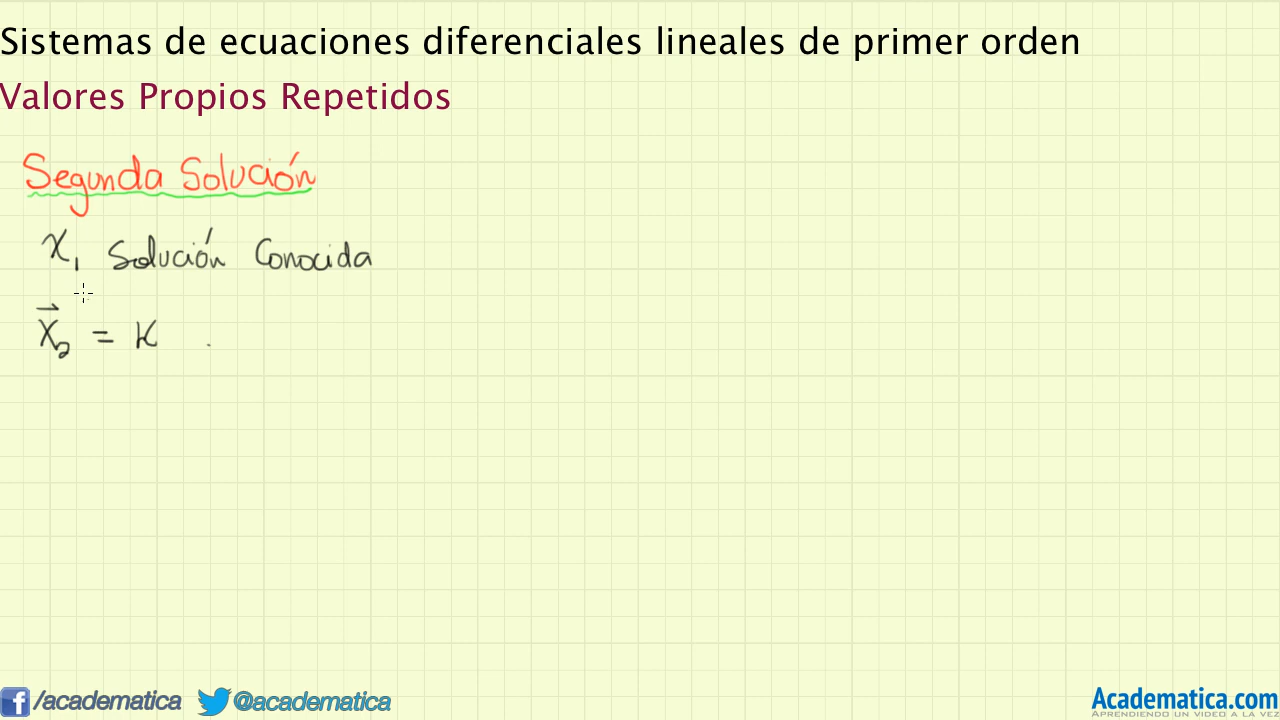 Sistemas de ecuaciones diferenciales lineales de primer orden
Valores Propios Repetidos
Segunda Solución
x₁ Solución Conocida
X⃗₂ = K .
f /academatica @academatica
Academatica.com
APRENDIENDO UN VIDEO A LA VEZ